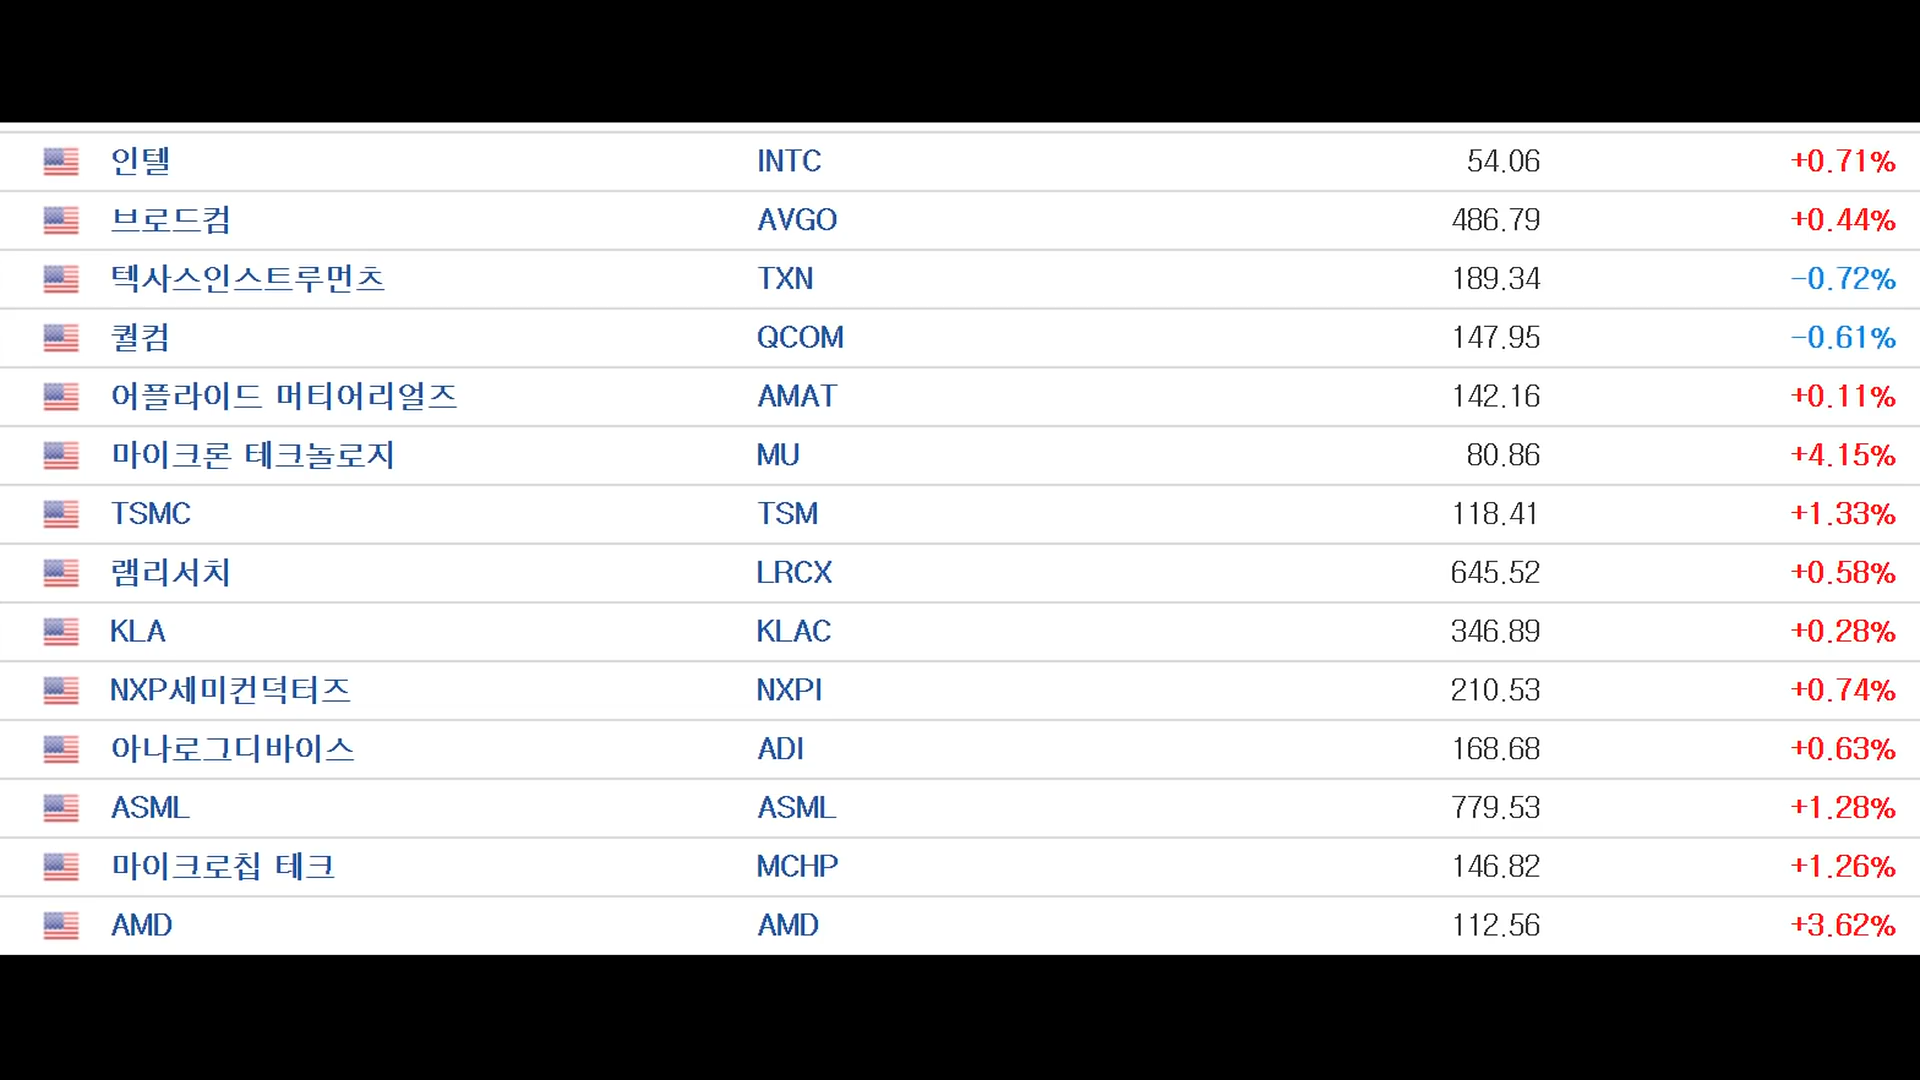 인텔 INTC 54.06 +0.71%
브로드컴 AVGO 486.79 +0.44%
텍사스인스트루먼츠 TXN 189.34 -0.72%
퀄컴 QCOM 147.95 -0.61%
어플라이드 머티어리얼즈 AMAT 142.16 +0.11%
마이크론 테크놀로지 MU 80.86 +4.15%
TSMC TSM 118.41 +1.33%
램리서치 LRCX 645.52 +0.58%
KLA KLAC 346.89 +0.28%
NXP세미컨덕터즈 NXPI 210.53 +0.74%
아나로그디바이스 ADI 168.68 +0.63%
ASML ASML 779.53 +1.28%
마이크로칩 테크 MCHP 146.82 +1.26%
AMD AMD 112.56 +3.62%